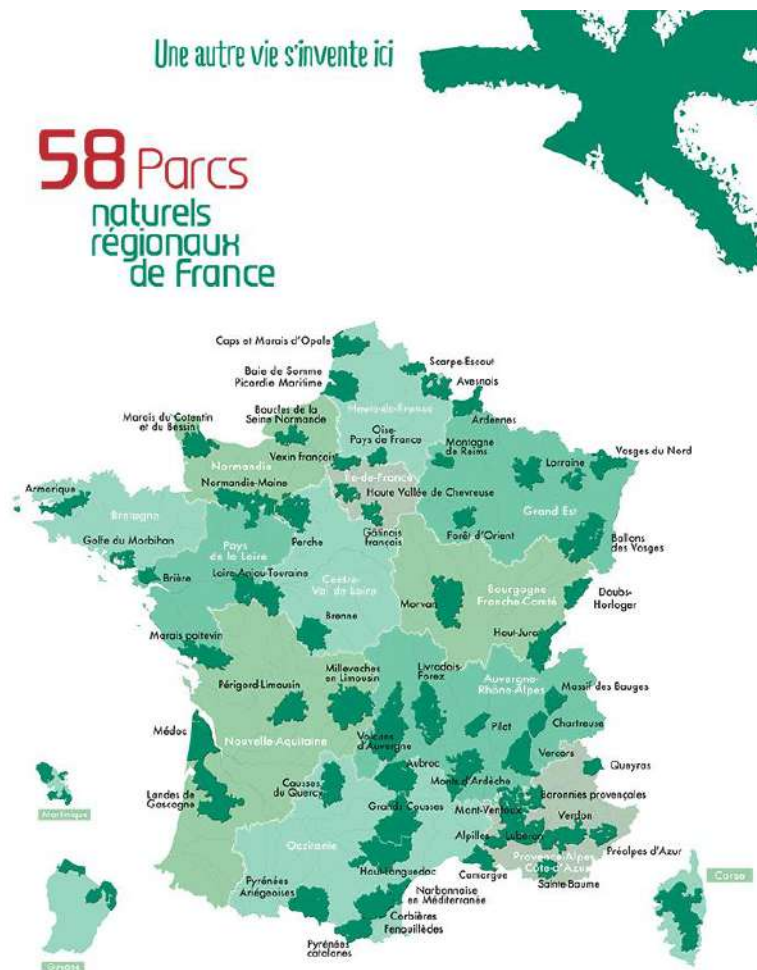 Une autre vie s'invente ici
58 Parcs
naturels
régionaux
de France
Caps et Marais d'Opale
Scarpe-Escaut
Baie de Somme
Picardie Maritime
Avesnois
Hauts-de-France
Ardennes
Marais du Cotentin
et du Bessin
Boucles de la
Seine Normande
Oise-
Pays de France
Montagne
de Reims
Vosges du Nord
Lorraine
Vexin français
Normandie
Île-de-France
Normandie-Maine
Haute Vallée de Chevreuse
Armorique
Bretagne
Grand Est
Golfe du Morbihan
Perche
Gâtinais
français
Forêt d'Orient
Ballons
des Vosges
Pays
de la Loire
Brière
Loire-Anjou-Touraine
Centre-
Val de Loire
Bourgogne
Franche-Comté
Doubs-
Horloger
Morvan
Brenne
Marais poitevin
Haut-Jura
Millevaches
en Limousin
Livradois-
Forez
Périgord-Limousin
Auvergne-
Rhône-Alpes
Massif des Bauges
Médoc
Pilat
Chartreuse
Nouvelle-Aquitaine
Volcans
d'Auvergne
Vercors
Aubrac
Queyras
Landes de
Gascogne
Causses
du Quercy
Monts d'Ardèche
Baronnies provençales
Martinique
Grands Causses
Mont-Ventoux
Verdon
Alpilles
Luberon
Occitanie
Préalpes d'Azur
Provence-Alpes
Côte-d'Azur
Haut-Languedoc
Camargue
Sainte-Baume
Corse
Pyrénées
Ariégeoises
Narbonnaise
en Méditerranée
Corbières
Fenouillèdes
Pyrénées
catalanes
Guyane